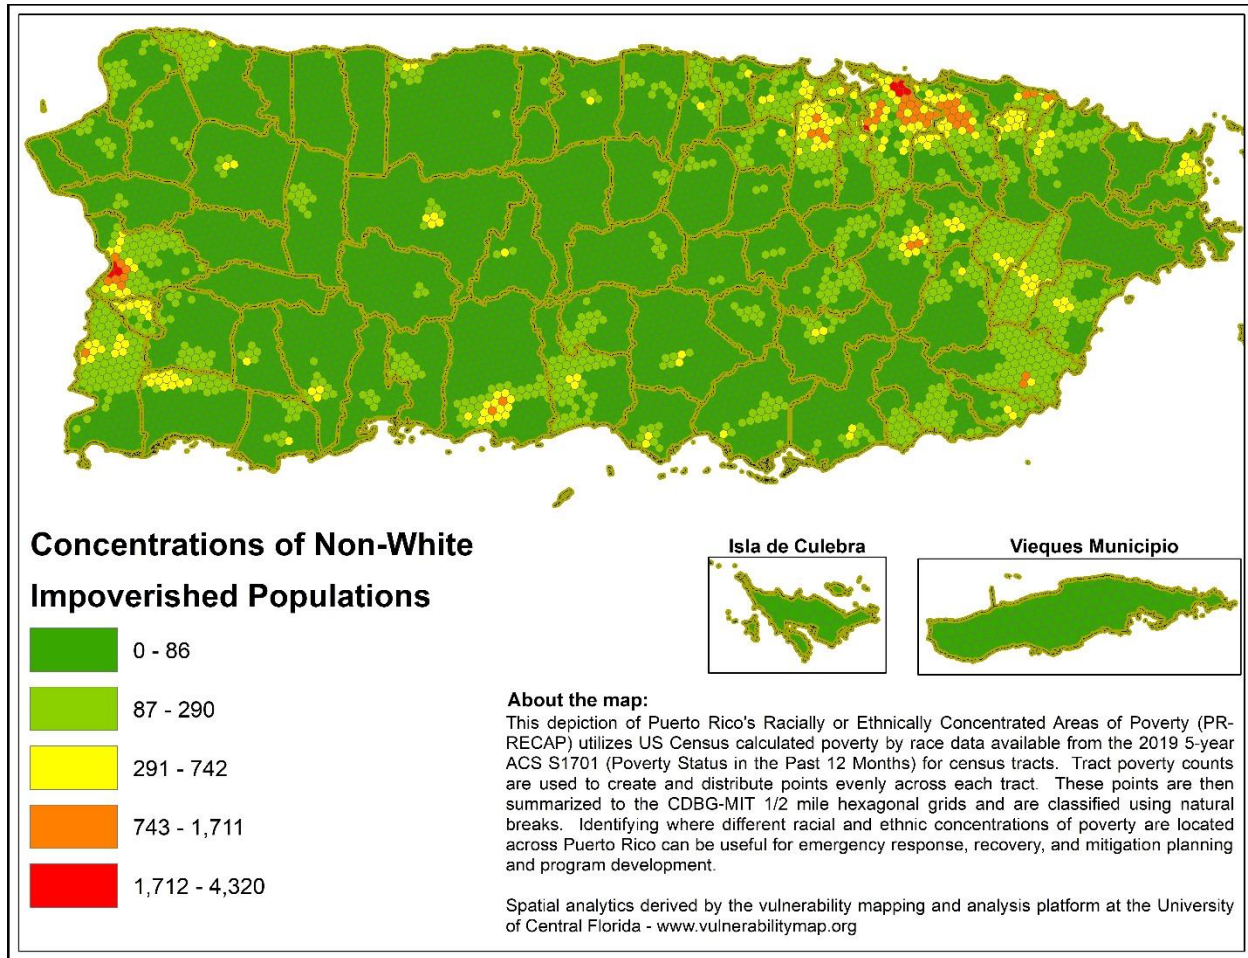 Concentrations of Non-White
Impoverished Populations
0 - 86
87 - 290
291 - 742
743 - 1,711
1,712 - 4,320
Isla de Culebra
Vieques Municipio
About the map:
This depiction of Puerto Rico's Racially or Ethnically Concentrated Areas of Poverty (PR-
RECAP) utilizes US Census calculated poverty by race data available from the 2019 5-year
ACS S1701 (Poverty Status in the Past 12 Months) for census tracts. Tract poverty counts
are used to create and distribute points evenly across each tract. These points are then
summarized to the CDBG-MIT 1/2 mile hexagonal grids and are classified using natural
breaks. Identifying where different racial and ethnic concentrations of poverty are located
across Puerto Rico can be useful for emergency response, recovery, and mitigation planning
and program development.
Spatial analytics derived by the vulnerability mapping and analysis platform at the University
of Central Florida - www.vulnerabilitymap.org